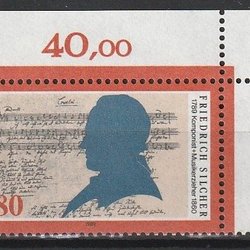 40,00
FRIEDRICH SILCHER
1789 Komponist+Musikerzieher 1860
80